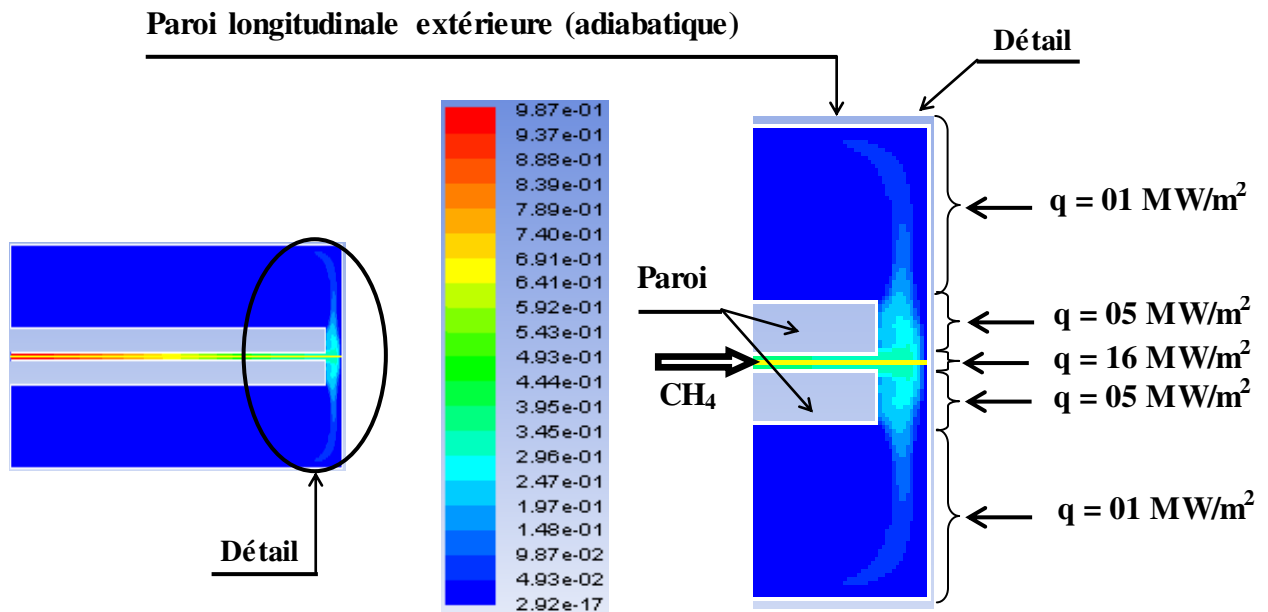 Paroi longitudinale extérieure (adiabatique)
Détail
9.87e-01
9.37e-01
8.88e-01
8.39e-01
7.89e-01
7.40e-01
6.91e-01
6.41e-01
5.92e-01
5.43e-01
4.93e-01
4.44e-01
3.95e-01
3.45e-01
2.96e-01
2.47e-01
1.97e-01
1.48e-01
9.87e-02
4.93e-02
2.92e-17
Détail
Paroi
CH₄
q = 01 MW/m²
q = 05 MW/m²
q = 16 MW/m²
q = 05 MW/m²
q = 01 MW/m²